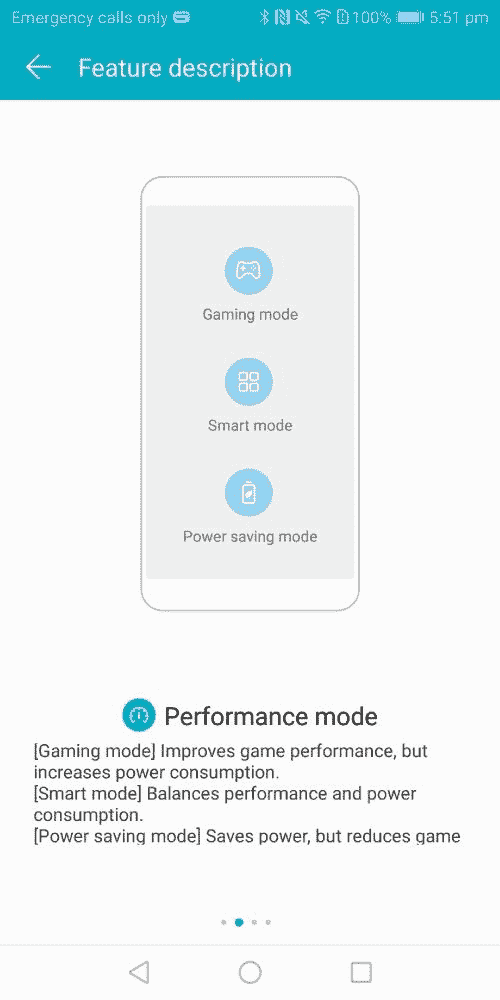 Emergency calls only 100% 5:51 pm
Feature description
Gaming mode
Smart mode
Power saving mode
Performance mode
[Gaming mode] Improves game performance, but
increases power consumption.
[Smart mode] Balances performance and power
consumption.
[Power saving mode] Saves power, but reduces game